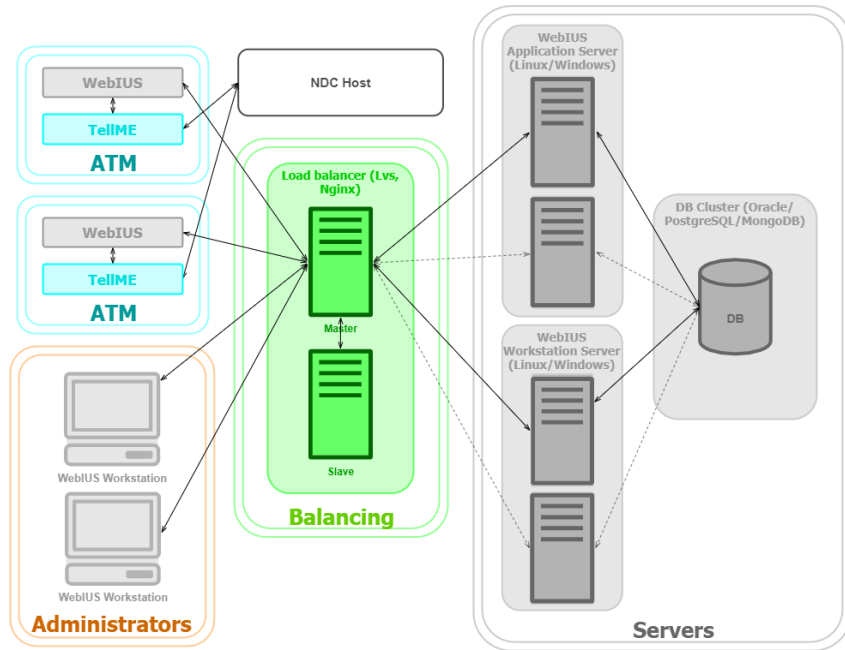 WebIUS
TellME
ATM
WebIUS
TellME
ATM
WebIUS Workstation
WebIUS Workstation
Administrators
NDC Host
Load balancer (Lvs,
Nginx)
Master
Slave
Balancing
WebIUS
Application Server
(Linux/Windows)
WebIUS
Workstation Server
(Linux/Windows)
DB Cluster (Oracle/
PostgreSQL/MongoDB)
DB
Servers